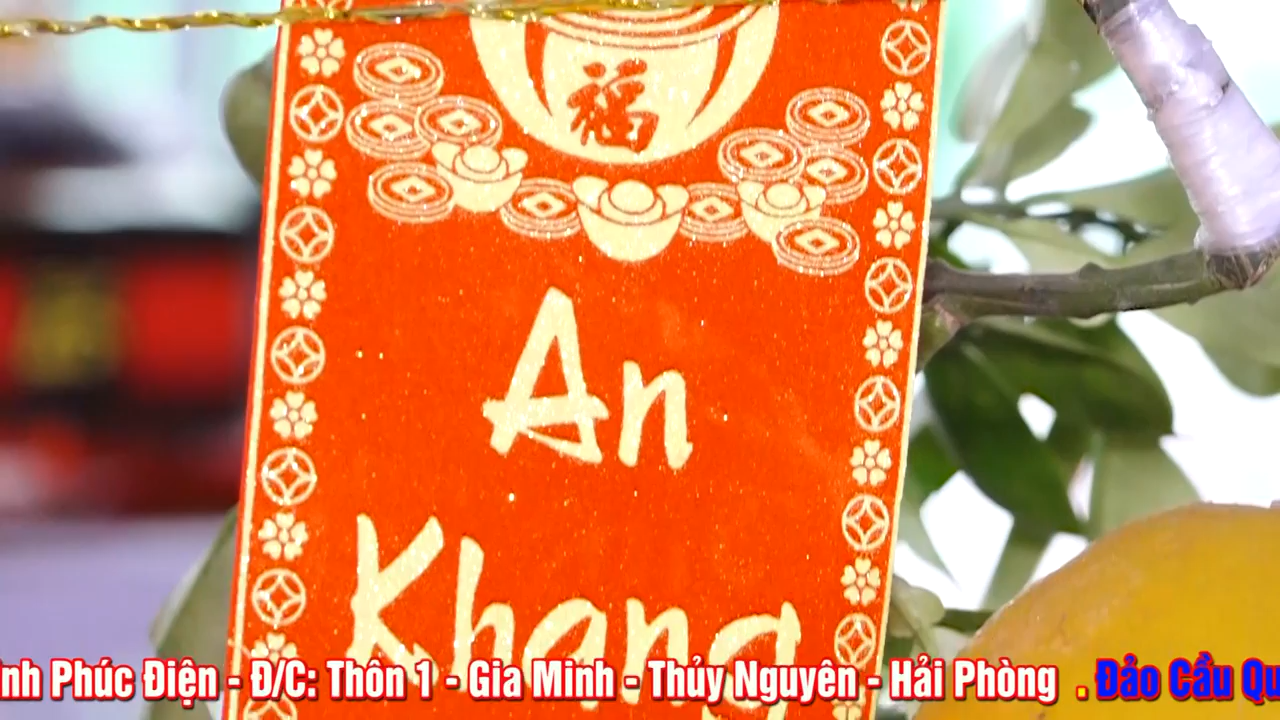 福
An
Khang
Phúc Điện - Đ/C: Thôn 1 - Gia Minh - Thủy Nguyên - Hải Phòng . Đảo Cầu